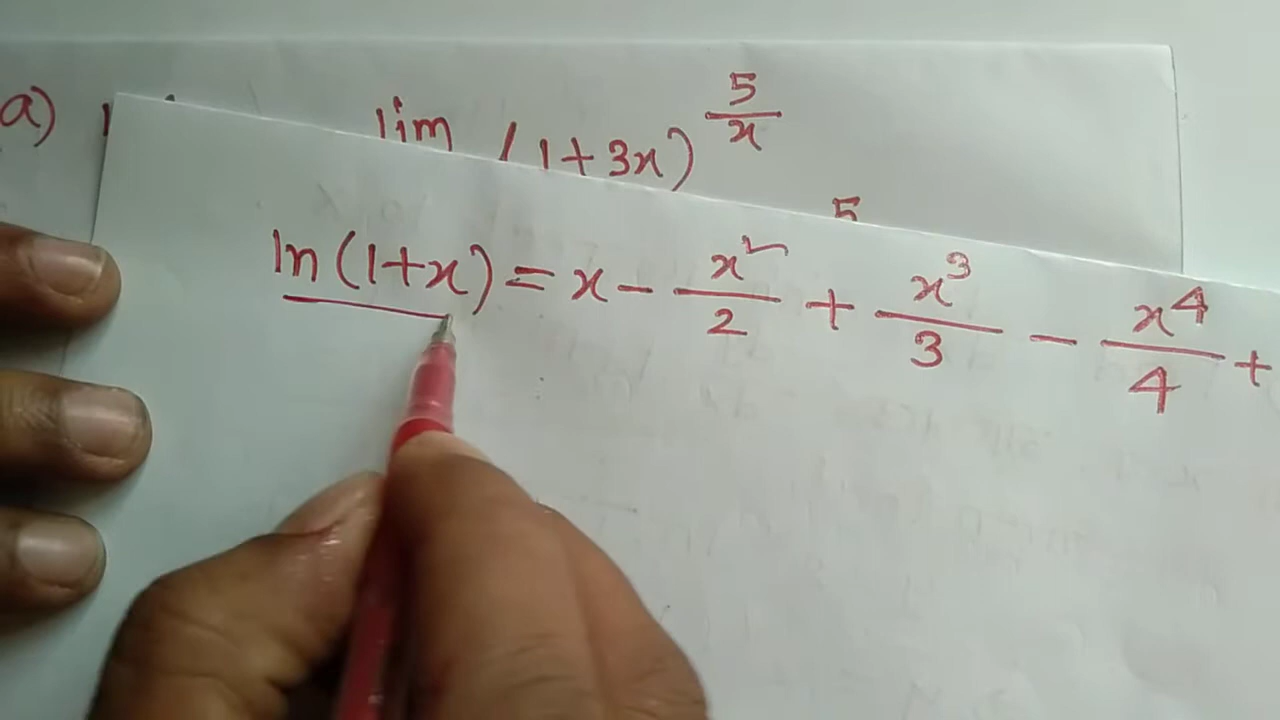 a) lim (1+3x)^(5/x)
5
ln(1+x) = x - x²/2 + x³/3 - x⁴/4 +